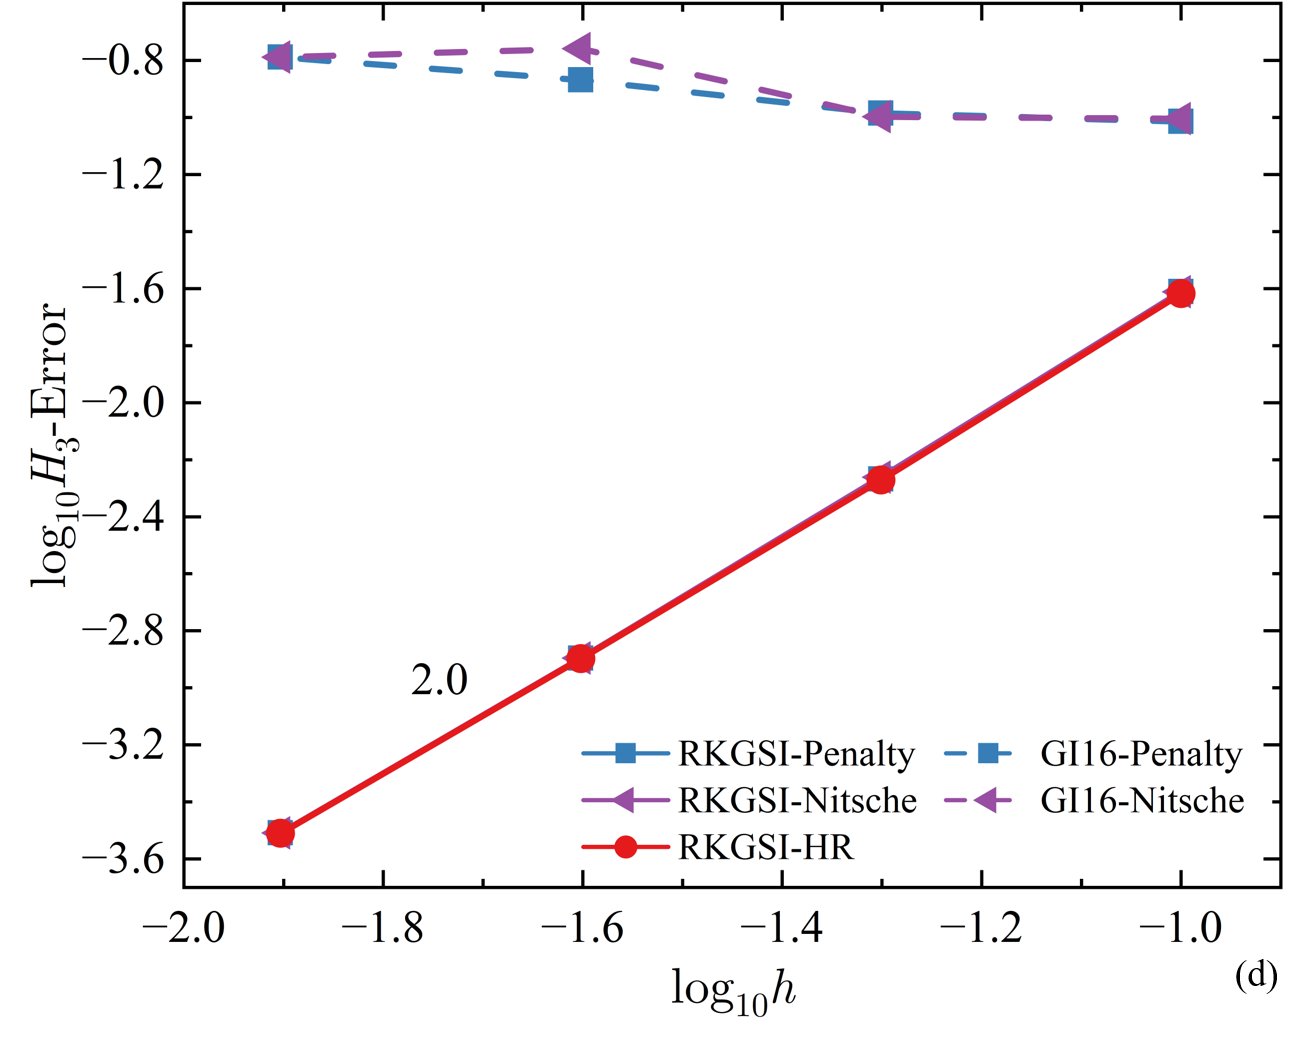 −0.8
−1.2
−1.6
−2.0
−2.4
−2.8
−3.2
−3.6
log₁₀H₃-Error
2.0
RKGSI-Penalty
GI16-Penalty
RKGSI-Nitsche
GI16-Nitsche
RKGSI-HR
−2.0 −1.8 −1.6 −1.4 −1.2 −1.0
log₁₀h
(d)